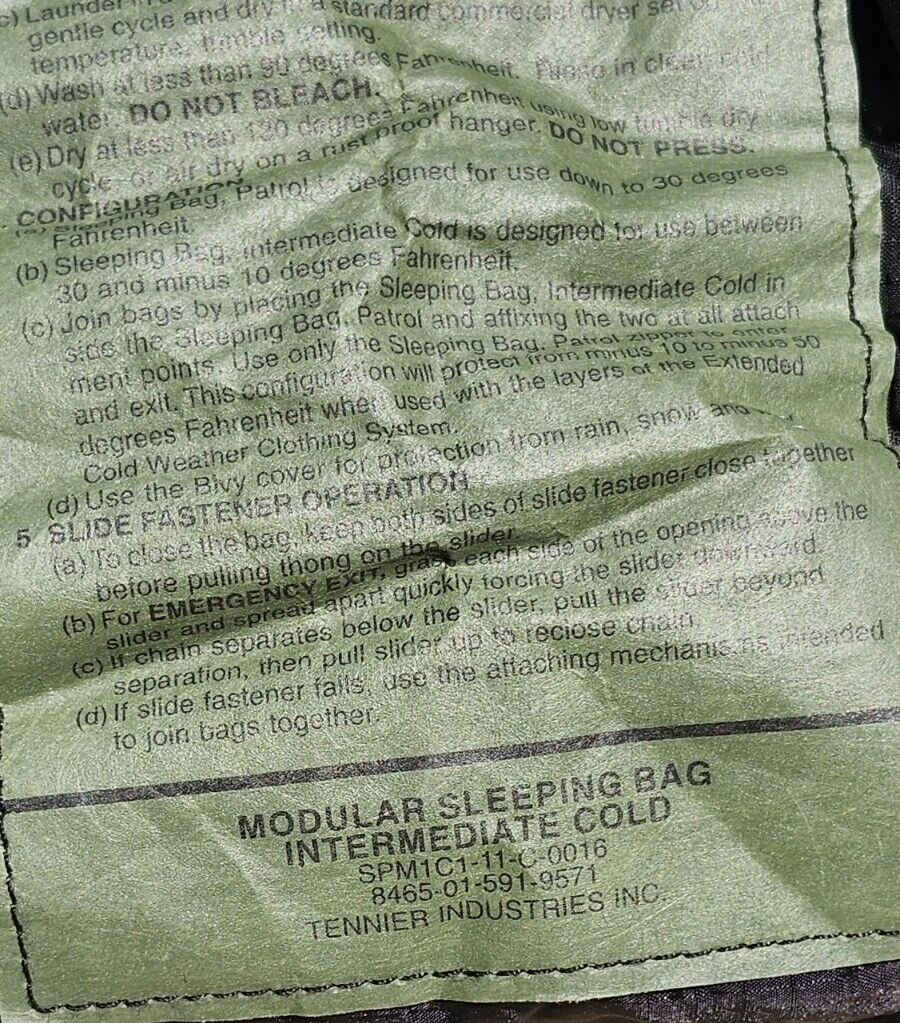 c) Launder in a
gentle cycle and dry in a standard commercial dryer set on
temperature, tumble setting.
(d) Wash at less than 90 degrees Fahrenheit. Rinse in clean, cold
water. DO NOT BLEACH.
(e) Dry at less than 120 degrees Fahrenheit using low tumble dry
cycle, or air dry on a rust proof hanger. DO NOT PRESS.
CONFIGURATION
(a) Sleeping Bag, Patrol is designed for use down to 30 degrees
Fahrenheit.
(b) Sleeping Bag, Intermediate Cold is designed for use between
30 and minus 10 degrees Fahrenheit.
(c) Join bags by placing the Sleeping Bag, Intermediate Cold in
side the Sleeping Bag, Patrol and affixing the two at all attach
ment points. Use only the Sleeping Bag. Patrol zipper to enter
and exit. This configuration will protect from minus 10 to minus 50
degrees Fahrenheit when used with the layers of the Extended
Cold Weather Clothing System.
(d) Use the Bivy cover for protection from rain, snow and
5 SLIDE FASTENER OPERATION
(a) To close the bag, keep both sides of slide fastener close together
before pulling thong on the slider.
(b) For EMERGENCY EXIT, grasp each side of the opening above the
slider and spread apart quickly forcing the slider downward.
(c) If chain separates below the slider, pull the slider beyond
separation, then pull slider up to reclose chain.
(d) If slide fastener fails, use the attaching mechanisms intended
to join bags together.
MODULAR SLEEPING BAG
INTERMEDIATE COLD
SPM1C1-11-C-0016
8465-01-591-9571
TENNIER INDUSTRIES INC.